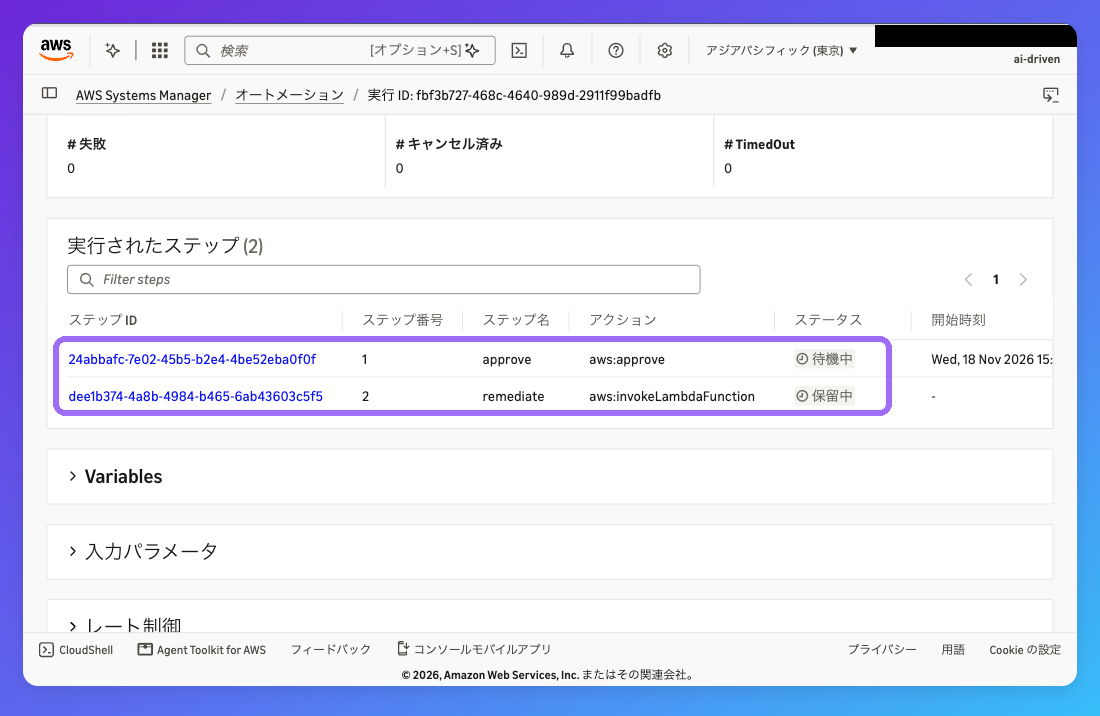 aws 検索 [オプション+S] アジアパシフィック (東京) ▼
ai-driven
AWS Systems Manager / オートメーション / 実行 ID: fbf3b727-468c-4640-989d-2911f99badfb
# 失敗 # キャンセル済み # TimedOut
0 0 0
実行されたステップ (2)
Filter steps 1
ステップ ID ステップ番号 ステップ名 アクション ステータス 開始時刻
24abbafc-7e02-45b5-b2e4-4be52eba0f0f 1 approve aws:approve 待機中 Wed, 18 Nov 2026 15:
dee1b374-4a8b-4984-b465-6ab43603c5f5 2 remediate aws:invokeLambdaFunction 保留中 -
Variables
入力パラメータ
レート制御
CloudShell Agent Toolkit for AWS フィードバック コンソールモバイルアプリ プライバシー 用語 Cookie の設定
© 2026, Amazon Web Services, Inc. またはその関連会社。